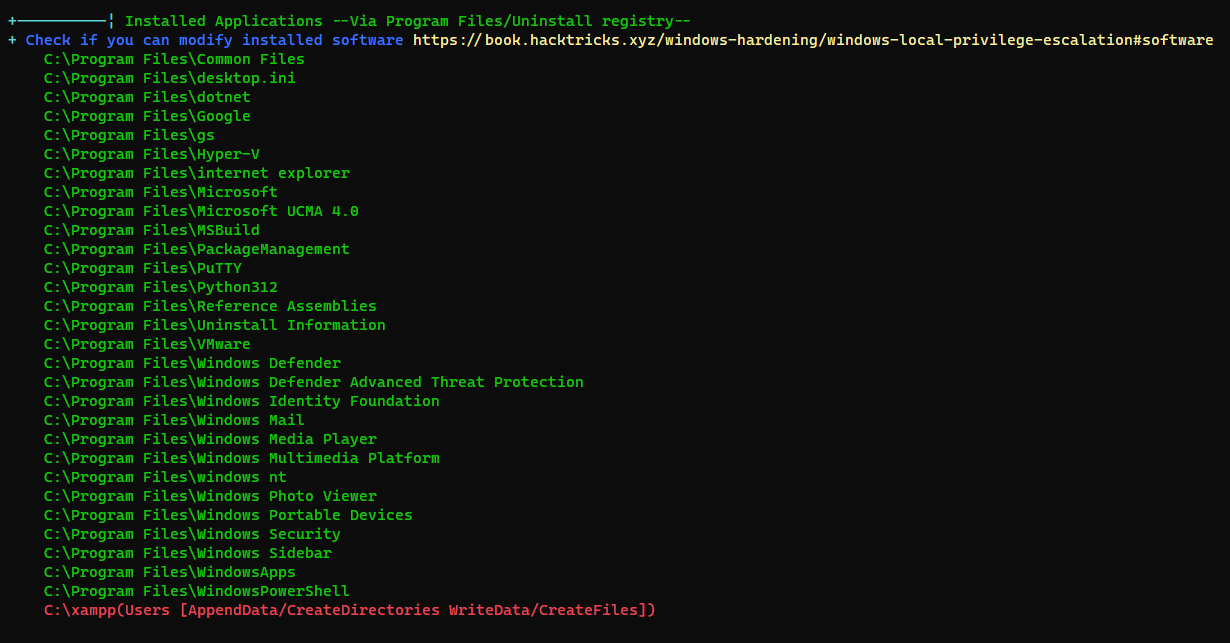 +----------¦ Installed Applications --Via Program Files/Uninstall registry--
+ Check if you can modify installed software https://book.hacktricks.xyz/windows-hardening/windows-local-privilege-escalation#software
C:\Program Files\Common Files
C:\Program Files\desktop.ini
C:\Program Files\dotnet
C:\Program Files\Google
C:\Program Files\gs
C:\Program Files\Hyper-V
C:\Program Files\internet explorer
C:\Program Files\Microsoft
C:\Program Files\Microsoft UCMA 4.0
C:\Program Files\MSBuild
C:\Program Files\PackageManagement
C:\Program Files\PuTTY
C:\Program Files\Python312
C:\Program Files\Reference Assemblies
C:\Program Files\Uninstall Information
C:\Program Files\VMware
C:\Program Files\Windows Defender
C:\Program Files\Windows Defender Advanced Threat Protection
C:\Program Files\Windows Identity Foundation
C:\Program Files\Windows Mail
C:\Program Files\Windows Media Player
C:\Program Files\Windows Multimedia Platform
C:\Program Files\windows nt
C:\Program Files\Windows Photo Viewer
C:\Program Files\Windows Portable Devices
C:\Program Files\Windows Security
C:\Program Files\Windows Sidebar
C:\Program Files\WindowsApps
C:\Program Files\WindowsPowerShell
C:\xampp(Users [AppendData/CreateDirectories WriteData/CreateFiles])